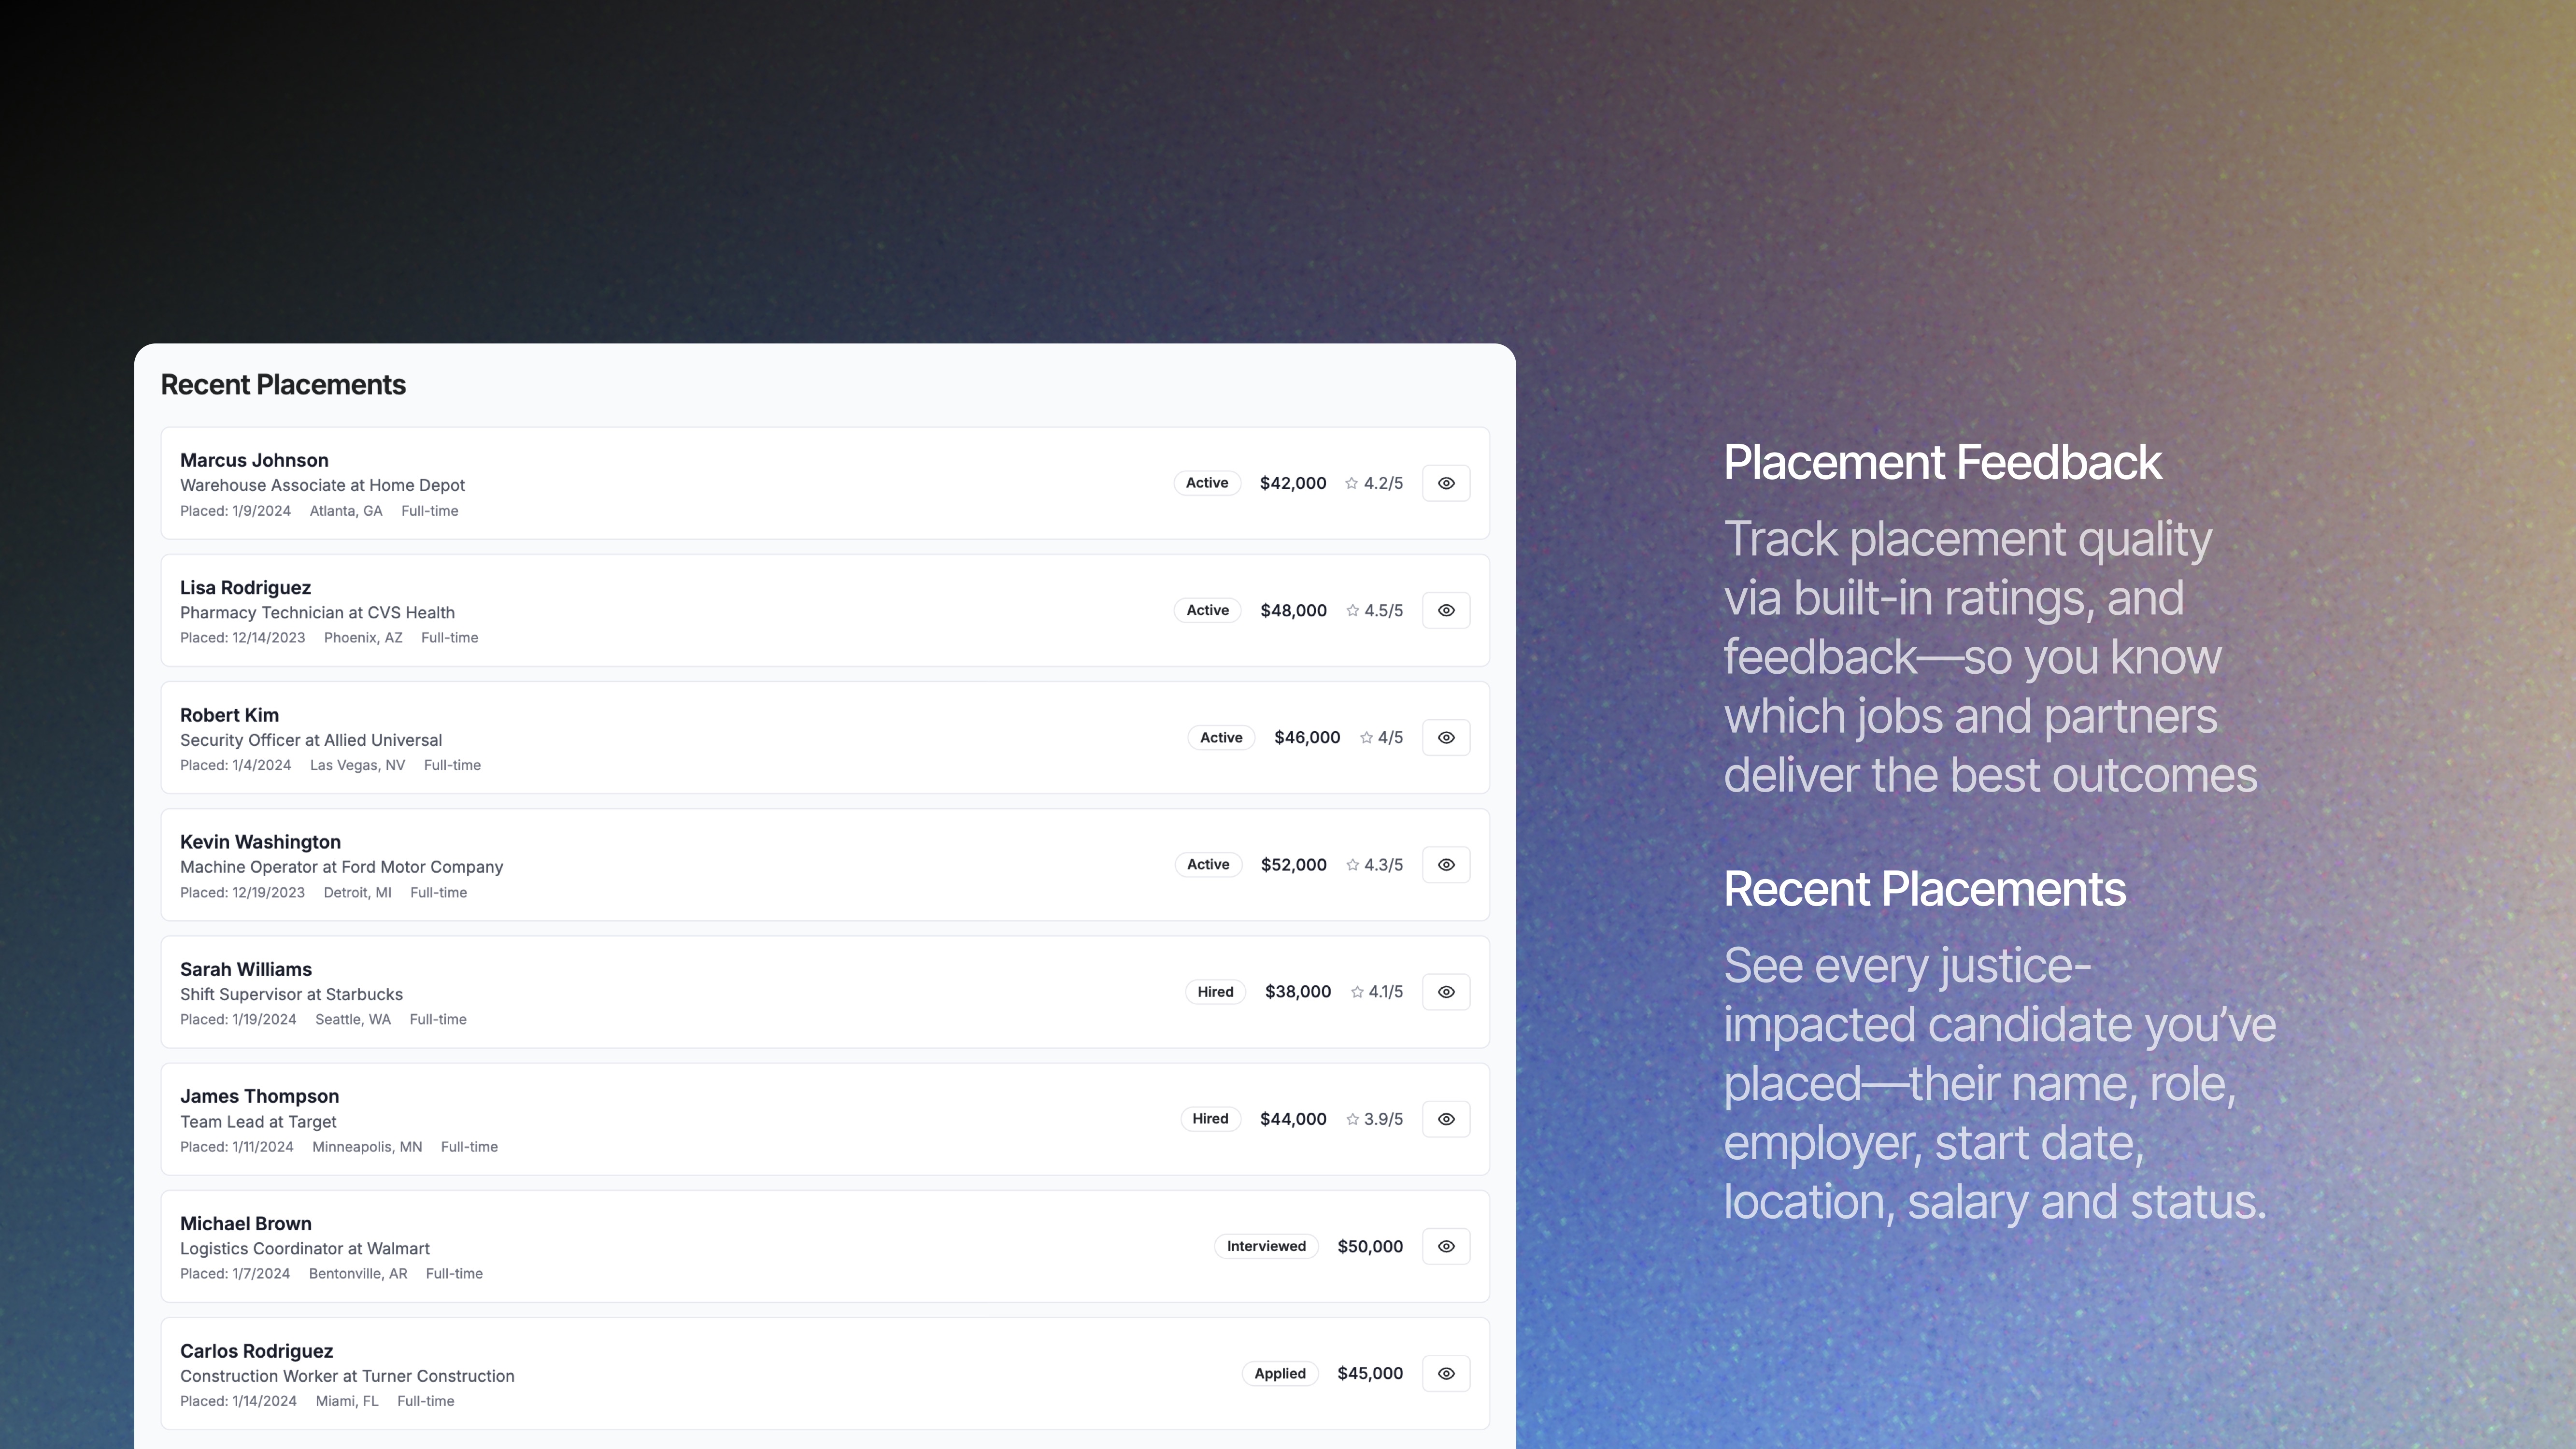 Recent Placements
Marcus Johnson
Warehouse Associate at Home Depot
Placed: 1/9/2024 Atlanta, GA Full-time
Active $42,000 4.2/5
Lisa Rodriguez
Pharmacy Technician at CVS Health
Placed: 12/14/2023 Phoenix, AZ Full-time
Active $48,000 4.5/5
Robert Kim
Security Officer at Allied Universal
Placed: 1/4/2024 Las Vegas, NV Full-time
Active $46,000 4/5
Kevin Washington
Machine Operator at Ford Motor Company
Placed: 12/19/2023 Detroit, MI Full-time
Active $52,000 4.3/5
Sarah Williams
Shift Supervisor at Starbucks
Placed: 1/19/2024 Seattle, WA Full-time
Hired $38,000 4.1/5
James Thompson
Team Lead at Target
Placed: 1/11/2024 Minneapolis, MN Full-time
Hired $44,000 3.9/5
Michael Brown
Logistics Coordinator at Walmart
Placed: 1/7/2024 Bentonville, AR Full-time
Interviewed $50,000
Carlos Rodriguez
Construction Worker at Turner Construction
Placed: 1/14/2024 Miami, FL Full-time
Applied $45,000
Placement Feedback
Track placement quality
via built-in ratings, and
feedback—so you know
which jobs and partners
deliver the best outcomes
Recent Placements
See every justice-
impacted candidate you’ve
placed—their name, role,
employer, start date,
location, salary and status.